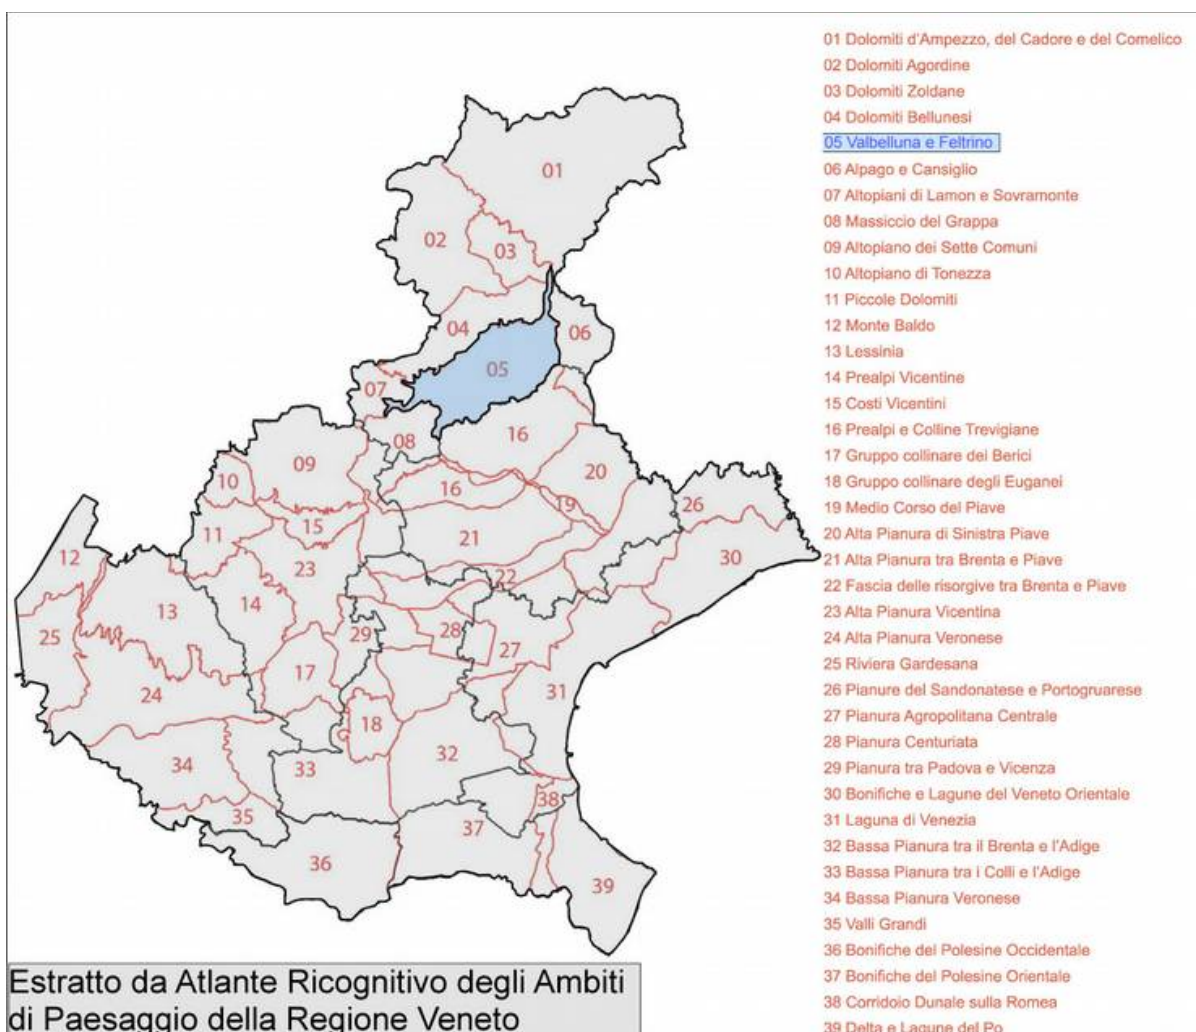 01 Dolomiti d'Ampezzo, del Cadore e del Comelico
02 Dolomiti Agordine
03 Dolomiti Zoldane
04 Dolomiti Bellunesi
05 Valbelluna e Feltrino
06 Alpago e Cansiglio
07 Altopiani di Lamon e Sovramonte
08 Massiccio del Grappa
09 Altopiano dei Sette Comuni
10 Altopiano di Tonezza
11 Piccole Dolomiti
12 Monte Baldo
13 Lessinia
14 Prealpi Vicentine
15 Costi Vicentini
16 Prealpi e Colline Trevigiane
17 Gruppo collinare dei Berici
18 Gruppo collinare degli Euganei
19 Medio Corso del Piave
20 Alta Pianura di Sinistra Piave
21 Alta Pianura tra Brenta e Piave
22 Fascia delle risorgive tra Brenta e Piave
23 Alta Pianura Vicentina
24 Alta Pianura Veronese
25 Riviera Gardesana
26 Pianure del Sandonatese e Portogruarese
27 Pianura Agropolitana Centrale
28 Pianura Centuriata
29 Pianura tra Padova e Vicenza
30 Bonifiche e Lagune del Veneto Orientale
31 Laguna di Venezia
32 Bassa Pianura tra il Brenta e l'Adige
33 Bassa Pianura tra i Colli e l'Adige
34 Bassa Pianura Veronese
35 Valli Grandi
36 Bonifiche del Polesine Occidentale
37 Bonifiche del Polesine Orientale
38 Corridoio Dunale sulla Romea
39 Delta e Lagune del Po
01
02
03
04
06
05
07
08
16
09
20
10
16
19
26
15
11
21
30
12
23
22
13
14
28
29
25
27
17
24
31
18
32
34
33
38
35
37
36
39
Estratto da Atlante Ricognitivo degli Ambiti
di Paesaggio della Regione Veneto